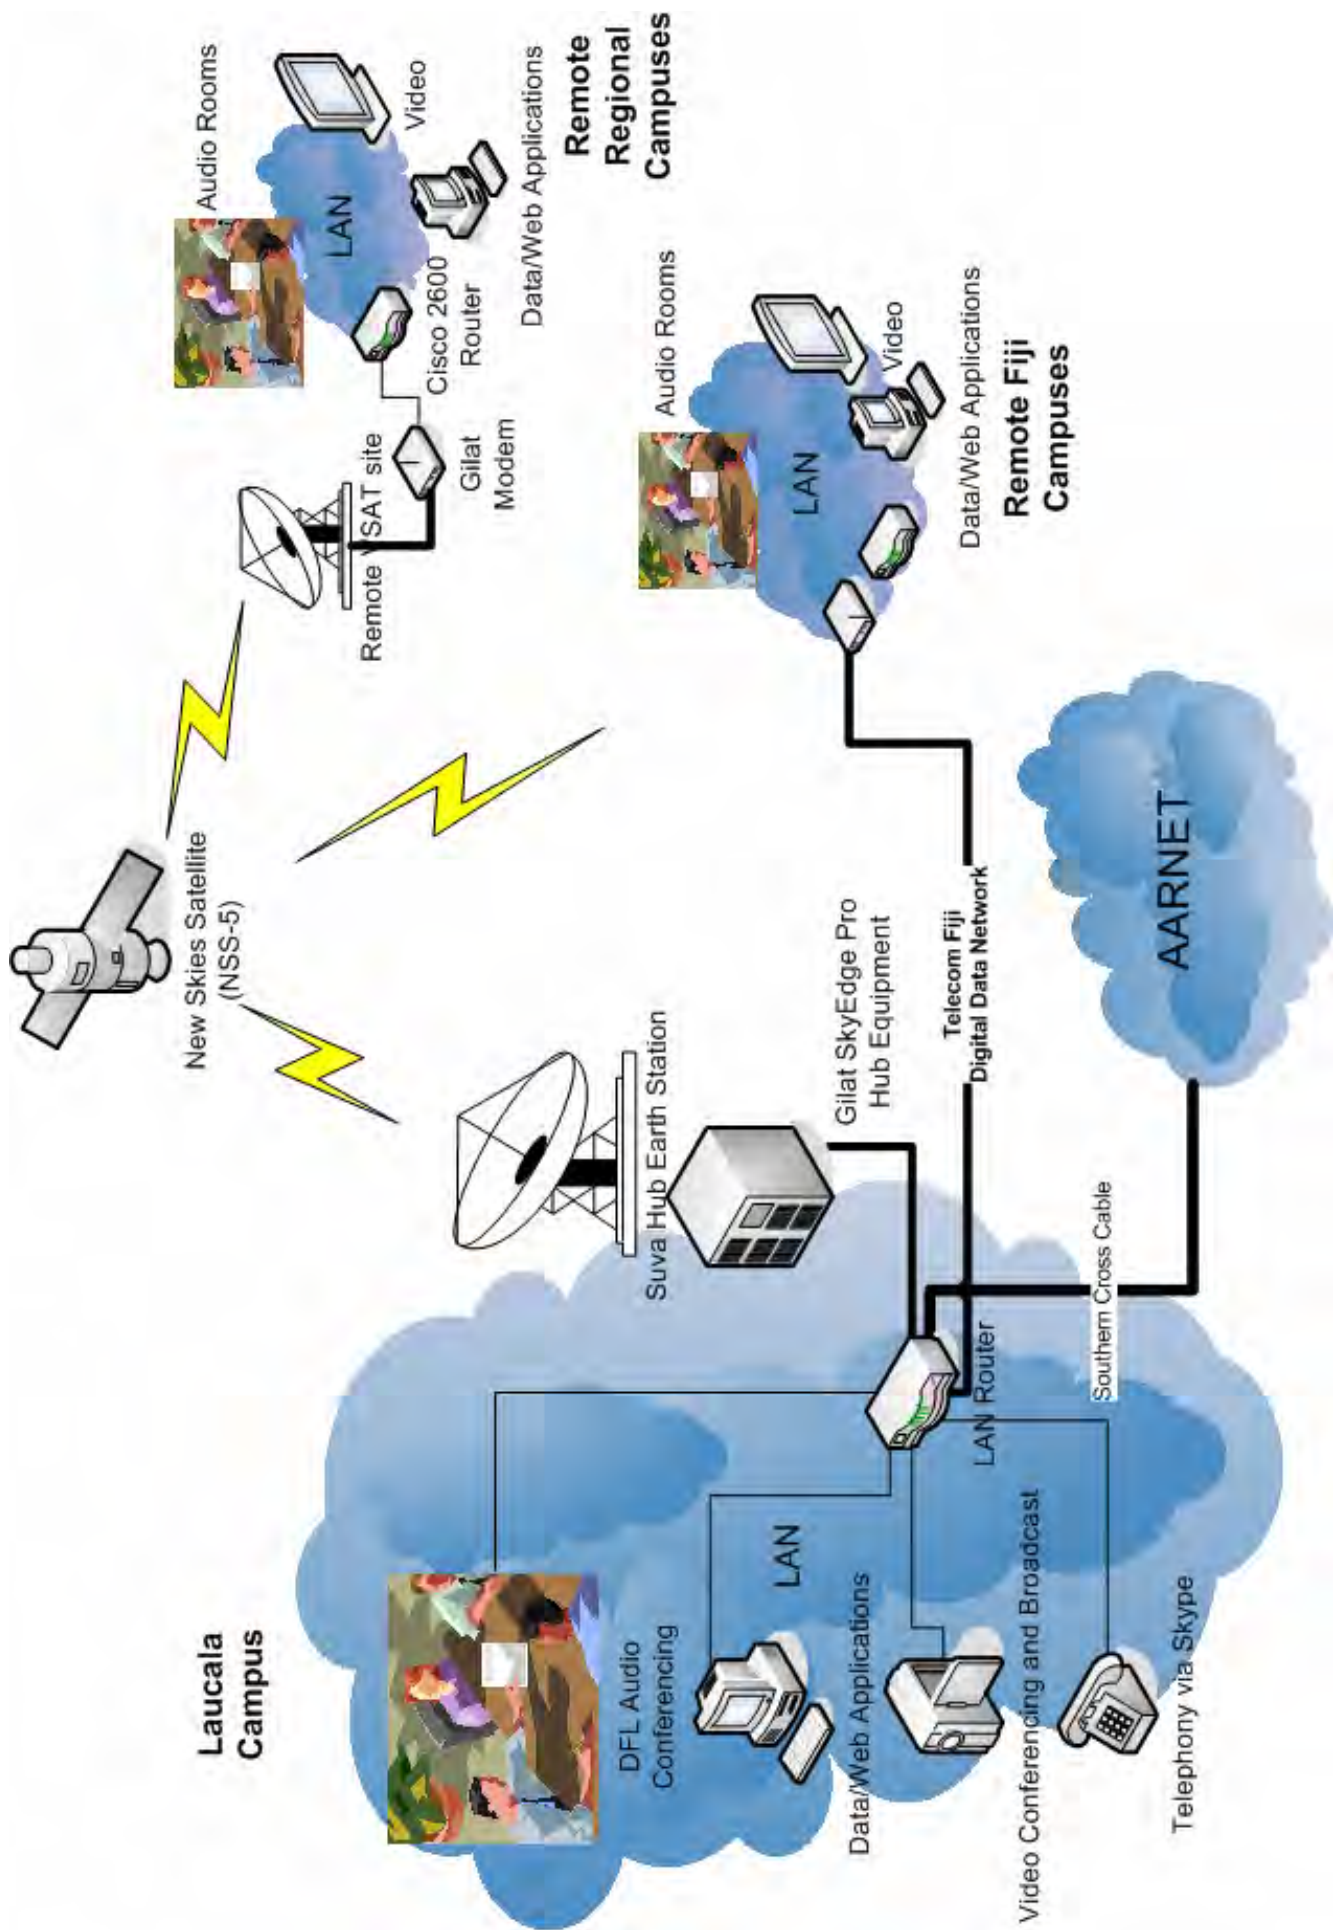 New Skies Satellite
(NSS-5)
Laucala
Campus
DFL Audio
Conferencing
LAN
Data/Web Applications
Video Conferencing and Broadcast
Telephony via Skype
LAN Router
Suva Hub Earth Station
Gilat SkyEdge Pro
Hub Equipment
Southern Cross Cable
Telecom Fiji
Digital Data Network
AARNET
Remote VSAT site
Gilat
Modem
Cisco 2600
Router
Audio Rooms
LAN
Video
Data/Web Applications
Remote
Regional
Campuses
Audio Rooms
LAN
Video
Data/Web Applications
Remote Fiji
Campuses